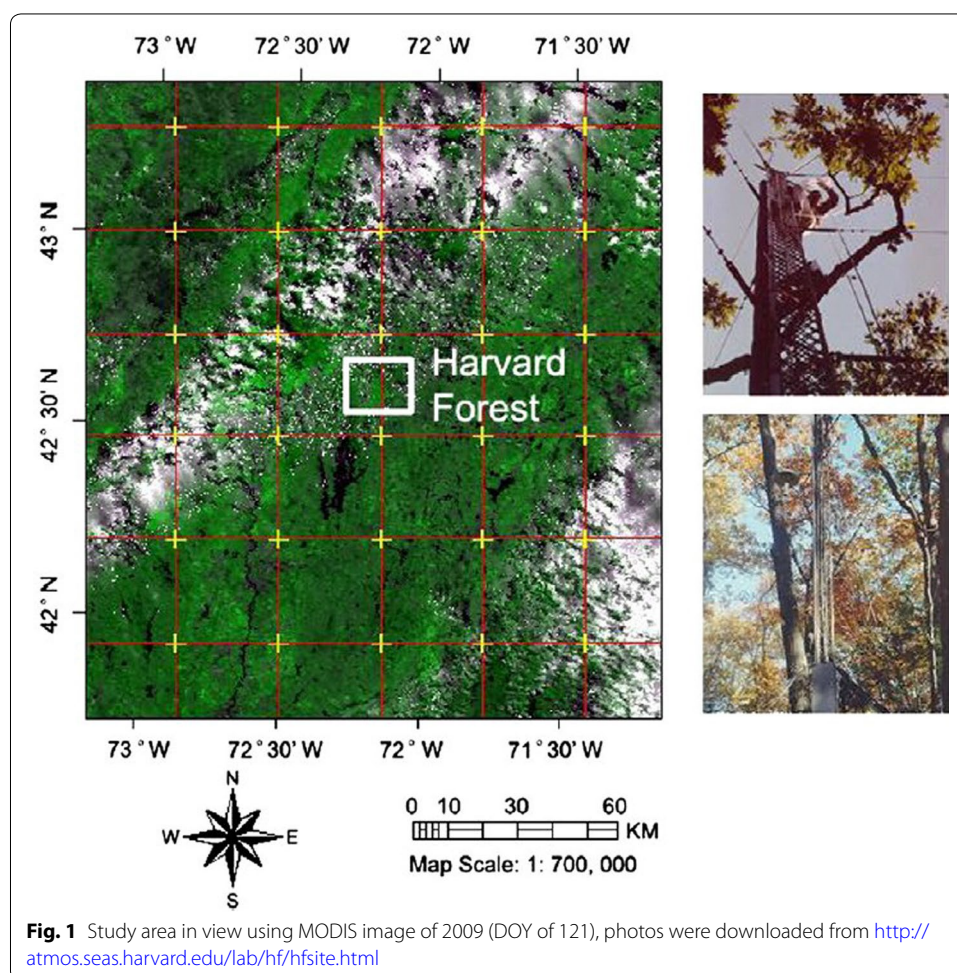 73°W 72°30'W 72°W 71°30'W
43°N
42°30'N
42°N
Harvard
Forest
73°W 72°30'W 72°W 71°30'W
N
W E
S
0 10 30 60
KM
Map Scale: 1: 700, 000
Fig. 1 Study area in view using MODIS image of 2009 (DOY of 121), photos were downloaded from http://
atmos.seas.harvard.edu/lab/hf/hfsite.html